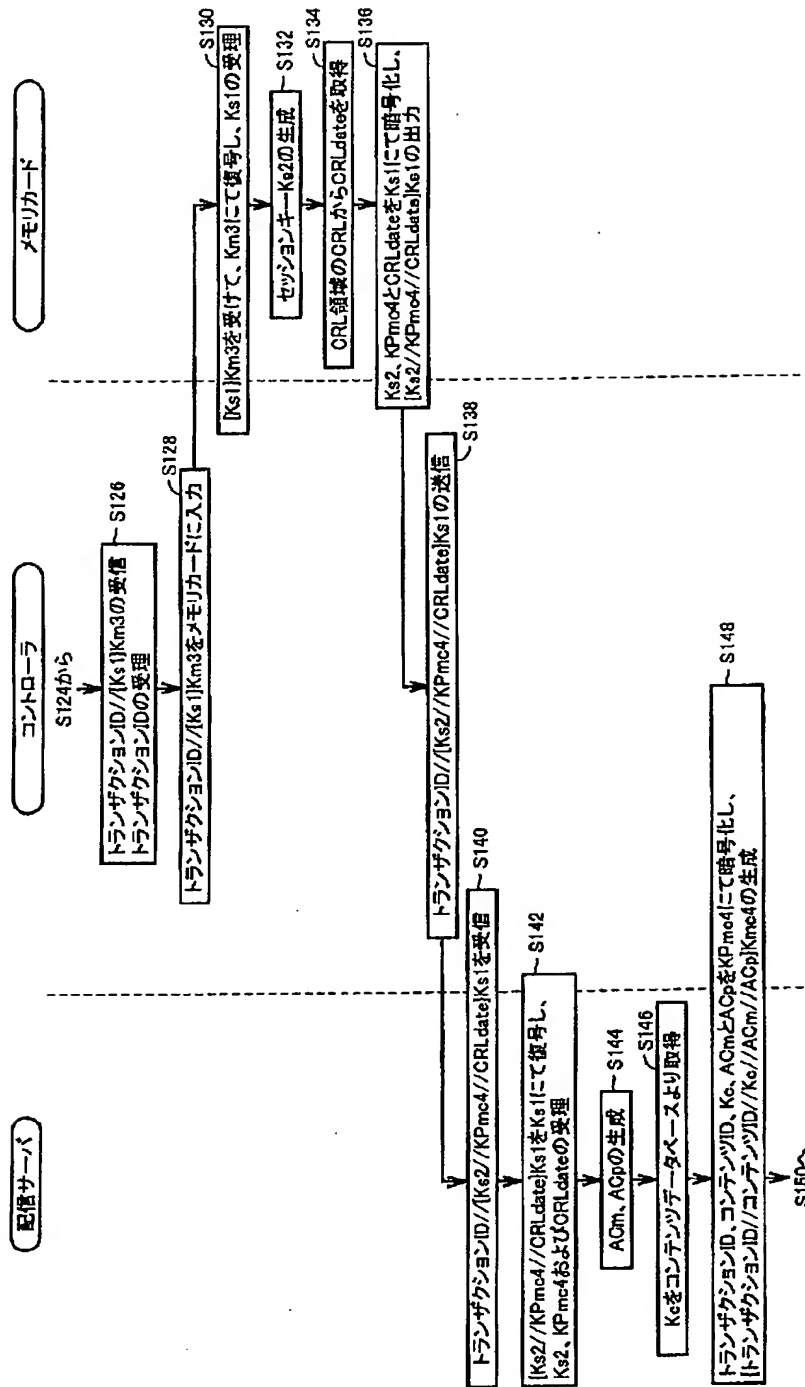 配信サーバ
コントローラ
メモリカード
S124から
S126
トランザクションID//{Ks1}Km3の受信
トランザクションIDの受理
S128
トランザクションID//{Ks1}Km3をメモリカードに入力
S130
{Ks1}Km3を受けて、Km3にて復号し、Ks1の受理
S132
セッションキーKs2の生成
S134
CRL領域のCRLからCRLdateを取得
S136
Ks2、KPmc4とCRLdateをKs1にて暗号化し、
{Ks2//KPmc4//CRLdate}Ks1の出力
S138
トランザクションID//{Ks2//KPmc4//CRLdate}Ks1の送信
S140
トランザクションID//{Ks2//KPmc4//CRLdate}Ks1を受信
S142
{Ks2//KPmc4//CRLdate}Ks1をKs1にて復号し、
Ks2、KPmc4およびCRLdateの受理
S144
ACm、ACpの生成
S146
Kcをコンテンツデータベースより取得
S148
トランザクションID、コンテンツID、Kc、ACmとACpをKPmc4にて暗号化し、
{トランザクションID//コンテンツID//Kc//ACm//ACp}Kmc4の生成
S150へ